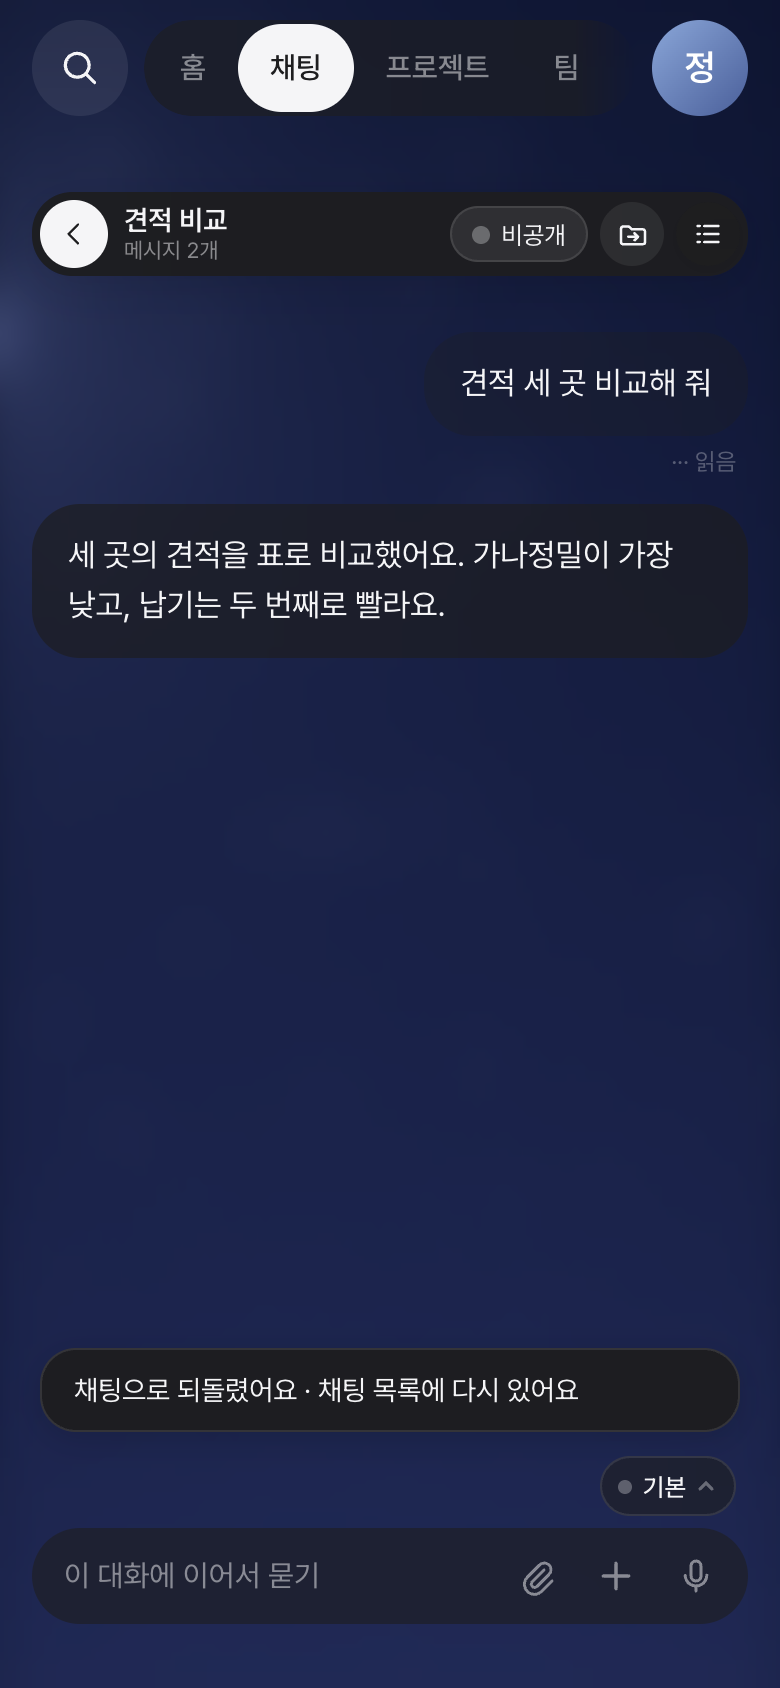 홈 채팅 프로젝트 팀 정
견적 비교
메시지 2개
비공개
견적 세 곳 비교해 줘
··· 읽음
세 곳의 견적을 표로 비교했어요. 가나정밀이 가장
낮고, 납기는 두 번째로 빨라요.
채팅으로 되돌렸어요 · 채팅 목록에 다시 있어요
기본
이 대화에 이어서 묻기